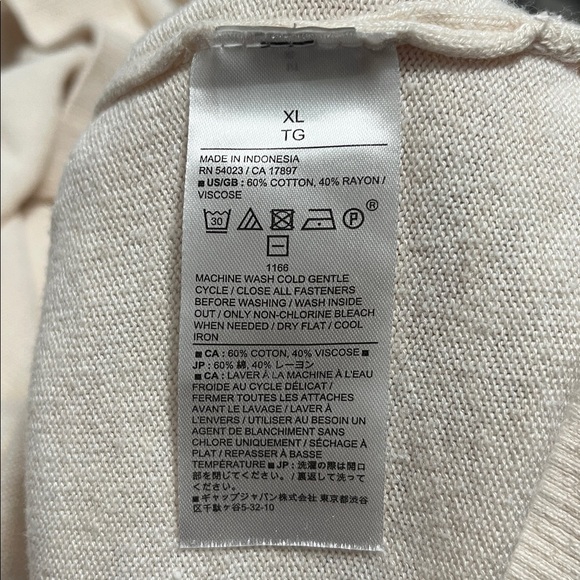 XL
TG
MADE IN INDONESIA
RN 54023 / CA 17897
■ US/GB : 60% COTTON, 40% RAYON /
VISCOSE
30 P ®
1166
MACHINE WASH COLD GENTLE
CYCLE / CLOSE ALL FASTENERS
BEFORE WASHING / WASH INSIDE
OUT / ONLY NON-CHLORINE BLEACH
WHEN NEEDED / DRY FLAT / COOL
IRON
■ CA : 60% COTTON, 40% VISCOSE ■
JP : 60% 綿, 40% レーヨン
■ CA : LAVER À LA MACHINE À L'EAU
FROIDE AU CYCLE DÉLICAT /
FERMER TOUTES LES ATTACHES
AVANT LE LAVAGE / LAVER À
L'ENVERS / UTILISER AU BESOIN UN
AGENT DE BLANCHIMENT SANS
CHLORE UNIQUEMENT / SÉCHAGE À
PLAT / REPASSER À BASSE
TEMPÉRATURE ■ JP : 洗濯の際は開口
部を閉じてください. / 裏返して洗って
ください.
■ ギャップジャパン株式会社 東京都渋谷
区千駄ケ谷5-32-10